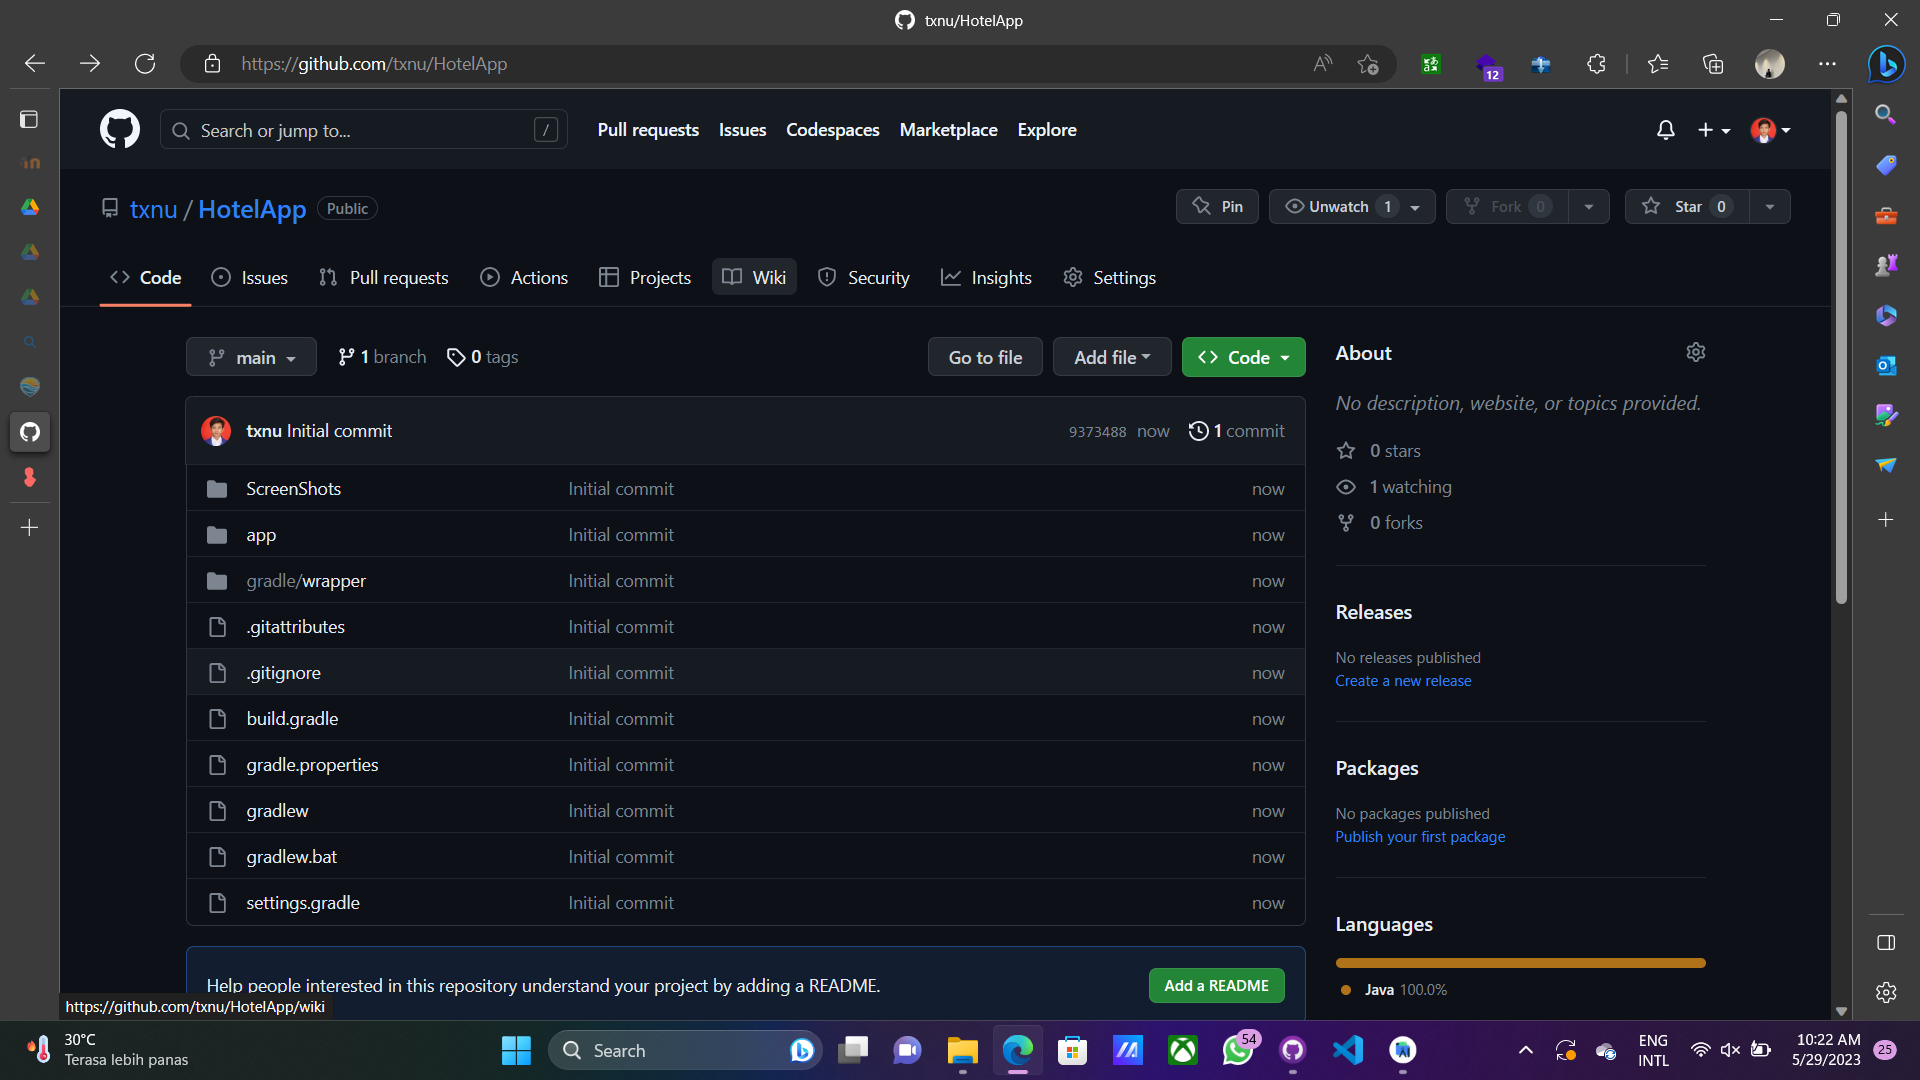 txnu/HotelApp
https://github.com/txnu/HotelApp
12
Search or jump to...
/
Pull requests
Issues
Codespaces
Marketplace
Explore
txnu / HotelApp
Public
Pin
Unwatch 1
Fork 0
Star 0
Code
Issues
Pull requests
Actions
Projects
Wiki
Security
Insights
Settings
main
1 branch
0 tags
Go to file
Add file
Code
txnu Initial commit
9373488 now
1 commit
ScreenShots Initial commit now
app Initial commit now
gradle/wrapper Initial commit now
.gitattributes Initial commit now
.gitignore Initial commit now
build.gradle Initial commit now
gradle.properties Initial commit now
gradlew Initial commit now
gradlew.bat Initial commit now
settings.gradle Initial commit now
Help people interested in this repository understand your project by adding a README.
Add a README
About
No description, website, or topics provided.
0 stars
1 watching
0 forks
Releases
No releases published
Create a new release
Packages
No packages published
Publish your first package
Languages
Java 100.0%
https://github.com/txnu/HotelApp/wiki
30°C
Terasa lebih panas
Search
54
ENG
INTL
10:22 AM
5/29/2023
25